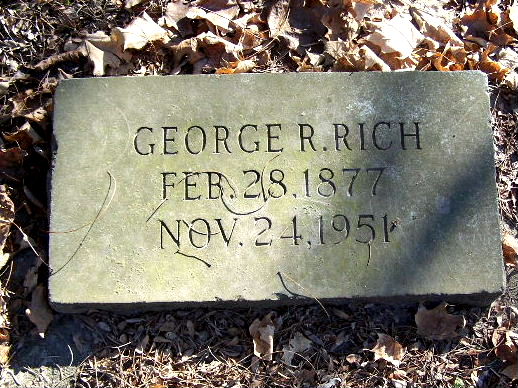 GEORGE R. RICH
FEB. 28, 1877
NOV. 24, 1951